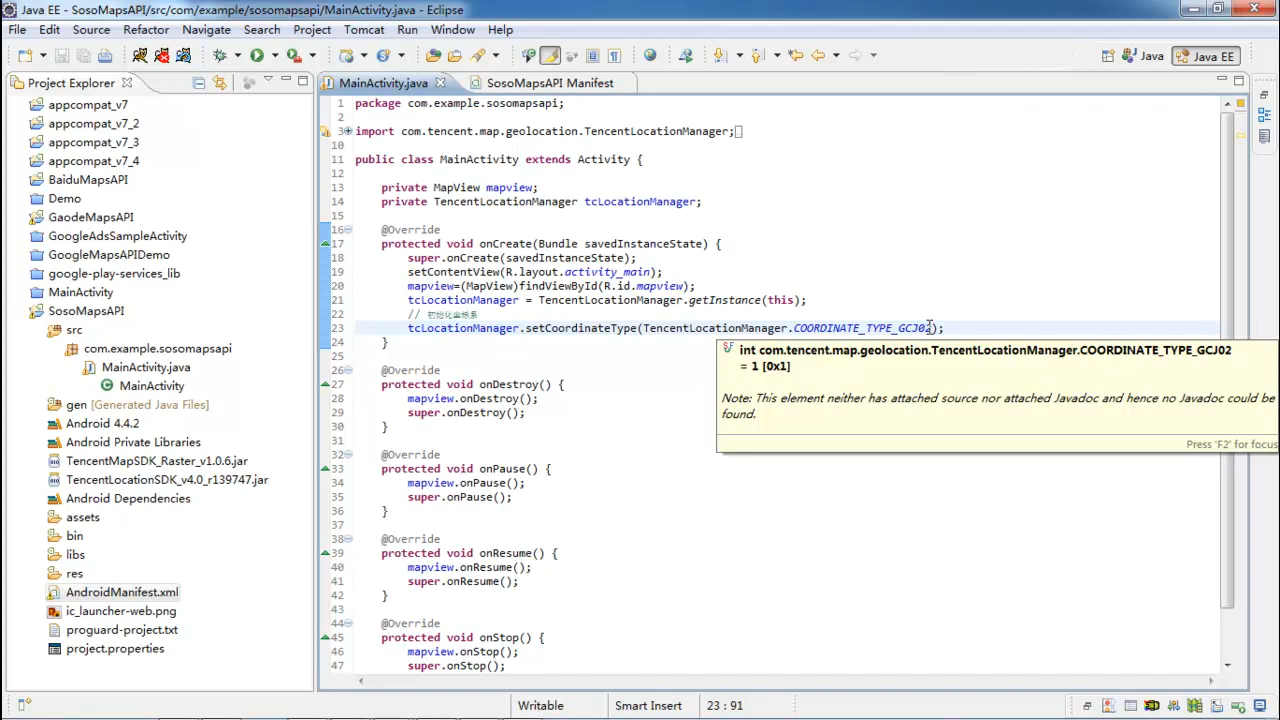 Java EE - SosoMapsAPI/src/com/example/sosomapsapi/MainActivity.java - Eclipse
File Edit Source Refactor Navigate Search Project Tomcat Run Window Help
Java Java EE
Project Explorer
MainActivity.java SosoMapsAPI Manifest
appcompat_v7
appcompat_v7_2
appcompat_v7_3
appcompat_v7_4
BaiduMapsAPI
Demo
GaodeMapsAPI
GoogleAdsSampleActivity
GoogleMapsAPIDemo
google-play-services_lib
MainActivity
SosoMapsAPI
src
com.example.sosomapsapi
MainActivity.java
MainActivity
gen [Generated Java Files]
Android 4.4.2
Android Private Libraries
TencentMapSDK_Raster_v1.0.6.jar
TencentLocationSDK_v4.0_r139747.jar
Android Dependencies
assets
bin
libs
res
AndroidManifest.xml
ic_launcher-web.png
proguard-project.txt
project.properties
1 package com.example.sosomapsapi;
2
3 import com.tencent.map.geolocation.TencentLocationManager;
10
11 public class MainActivity extends Activity {
12
13 private MapView mapview;
14 private TencentLocationManager tcLocationManager;
15
16 @Override
17 protected void onCreate(Bundle savedInstanceState) {
18 super.onCreate(savedInstanceState);
19 setContentView(R.layout.activity_main);
20 mapview=(MapView)findViewById(R.id.mapview);
21 tcLocationManager = TencentLocationManager.getInstance(this);
22 // 初始化坐标系
23 tcLocationManager.setCoordinateType(TencentLocationManager.COORDINATE_TYPE_GCJ02);
24 }
25
26 @Override
27 protected void onDestroy() {
28 mapview.onDestroy();
29 super.onDestroy();
30 }
31
32 @Override
33 protected void onPause() {
34 mapview.onPause();
35 super.onPause();
36 }
37
38 @Override
39 protected void onResume() {
40 mapview.onResume();
41 super.onResume();
42 }
43
44 @Override
45 protected void onStop() {
46 mapview.onStop();
47 super.onStop();
int com.tencent.map.geolocation.TencentLocationManager.COORDINATE_TYPE_GCJ02
= 1 [0x1]
Note: This element neither has attached source nor attached Javadoc and hence no Javadoc could be
found.
Press 'F2' for focus
Writable Smart Insert 23 : 91